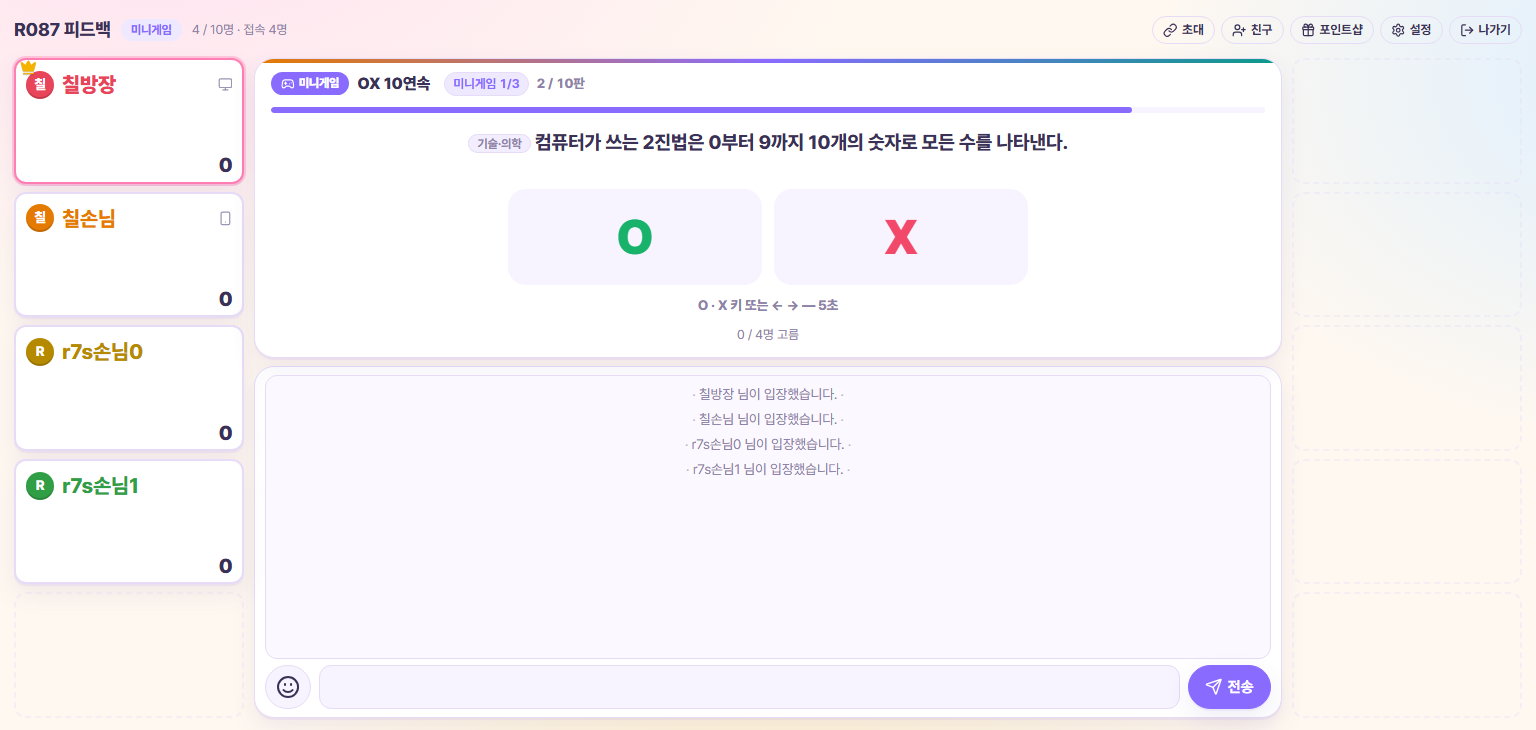 R087 피드백 미니게임 4 / 10명 · 접속 4명 초대 친구 포인트샵 설정 나가기
칠 칠방장
0
칠 칠손님
0
R r7s손님0
0
R r7s손님1
0
미니게임 OX 10연속 미니게임 1/3 2 / 10판
기술·의학 컴퓨터가 쓰는 2진법은 0부터 9까지 10개의 숫자로 모든 수를 나타낸다.
O X
O · X 키 또는 ← → — 5초
0 / 4명 고름
· 칠방장 님이 입장했습니다. ·
· 칠손님 님이 입장했습니다. ·
· r7s손님0 님이 입장했습니다. ·
· r7s손님1 님이 입장했습니다. ·
전송